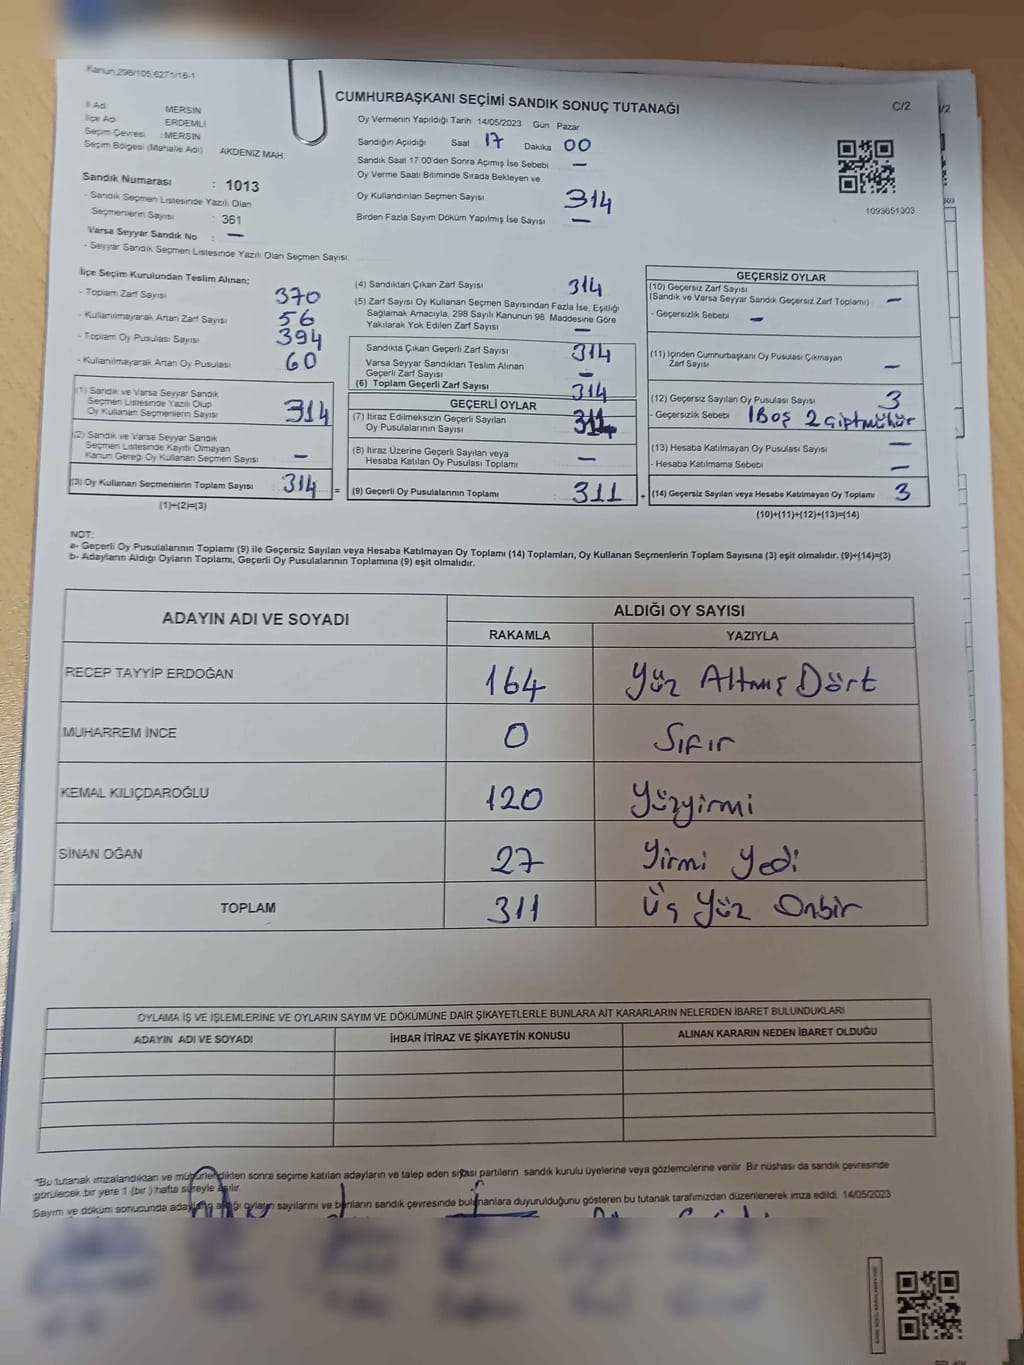 Kanun,298/105,6271/16-1
CUMHURBAŞKANI SEÇİMİ SANDIK SONUÇ TUTANAĞI
C/2
İl Adı MERSİN
İlçe Adı ERDEMLİ
Seçim Çevresi :MERSİN
Seçim Bölgesi (Mahalle Adı) AKDENİZ MAH
Sandık Numarası : 1013
- Sandık Seçmen Listesinde Yazılı Olan
Seçmenlerin Sayısı : 361
Varsa Seyyar Sandık No : –
- Seyyar Sandık Seçmen Listesinde Yazılı Olan Seçmen Sayısı:
Oy Vermenin Yapıldığı Tarih 14/05/2023 Gün Pazar
Sandığın Açıldığı Saat 17 Dakika 00
Sandık Saat 17:00'den Sonra Açımış İse Sebebi –
Oy Verme Saati Bitiminde Sırada Bekleyen ve
Oy Kullandırılan Seçmen Sayısı 314
Birden Fazla Sayım Döküm Yapılmış İse Sayısı –
1093651303
İlçe Seçim Kurulundan Teslim Alınan;
- Toplam Zarf Sayısı 370
- Kullanılmayarak Artan Zarf Sayısı 56
- Toplam Oy Pusulası Sayısı 394
- Kullanılmayarak Artan Oy Pusulası 60
(1) Sandık ve Varsa Seyyar Sandık
Seçmen Listesinde Yazılı Olup
Oy Kullanan Seçmenlerin Sayısı 314
(2) Sandık ve Varsa Seyyar Sandık
Seçmen Listesinde Kayıtlı Olmayan
Kanun Gereği Oy Kullanan Seçmen Sayısı –
(3) Oy Kullanan Seçmenlerin Toplam Sayısı 314 =
(1)+(2)=(3)
(4) Sandıktan Çıkan Zarf Sayısı 314
(5) Zarf Sayısı Oy Kullanan Seçmen Sayısından Fazla İse, Eşitliği
Sağlamak Amacıyla, 298 Sayılı Kanunun 98. Maddesine Göre
Yakılarak Yok Edilen Zarf Sayısı –
Sandıkta Çıkan Geçerli Zarf Sayısı 314
Varsa Seyyar Sandıktan Teslim Alınan
Geçerli Zarf Sayısı –
(6) Toplam Geçerli Zarf Sayısı 314
GEÇERLİ OYLAR
(7) İtiraz Edilmeksizin Geçerli Sayılan
Oy Pusulalarının Sayısı 311
(8) İtiraz Üzerine Geçerli Sayılan veya
Hesaba Katılan Oy Pusulası Toplamı –
(9) Geçerli Oy Pusulalarının Toplamı : 311 +
GEÇERSİZ OYLAR
(10) Geçersiz Zarf Sayısı
(Sandık ve Varsa Seyyar Sandık Geçersiz Zarf Toplamı) –
- Geçersizlik Sebebi –
(11) İçinden Cumhurbaşkanı Oy Pusulası Çıkmayan
Zarf Sayısı –
(12) Geçersiz Sayılan Oy Pusulası Sayısı 3
- Geçersizlik Sebebi 1 Boş 2 çiftmühür
(13) Hesaba Katılmayan Oy Pusulası Sayısı –
- Hesaba Katılmama Sebebi –
(14) Geçersiz Sayılan veya Hesaba Katılmayan Oy Toplamı 3
(10)+(11)+(12)+(13)=(14)
NOT:
a- Geçerli Oy Pusulalarının Toplamı (9) ile Geçersiz Sayılan veya Hesaba Katılmayan Oy Toplamı (14) Toplamları, Oy Kullanan Seçmenlerin Toplam Sayısına (3) eşit olmalıdır. (9)+(14)=(3)
b- Adayların Aldığı Oyların Toplamı, Geçerli Oy Pusulalarının Toplamına (9) eşit olmalıdır.
ADAYIN ADI VE SOYADI ALDIĞI OY SAYISI
RAKAMLA YAZIYLA
RECEP TAYYİP ERDOĞAN 164 Yüz Altmış Dört
MUHARREM İNCE 0 Sıfır
KEMAL KILIÇDAROĞLU 120 Yüzyirmi
SİNAN OĞAN 27 Yirmi Yedi
TOPLAM 311 Üç Yüz Onbir
OYLAMA İŞ VE İŞLEMLERİNE VE OYLARIN SAYIM VE DÖKÜMÜNE DAİR ŞİKAYETLERLE BUNLARA AİT KARARLARIN NELERDEN İBARET BULUNDUKLARI
ADAYIN ADI VE SOYADI İHBAR İTİRAZ VE ŞİKAYETİN KONUSU ALINAN KARARIN NEDEN İBARET OLDUĞU
"Bu tutanak imzalandıktan ve mühürlendikten sonra seçime katılan adayların ve talep eden siyasi partilerin sandık kurulu üyelerine veya gözlemcilerine verilir. Bir nüshası da sandık çevresinde
görülecek bir yere 1 (bir ) hafta süreyle asılır.
Sayım ve döküm sonucunda adayların aldığı oyların sayılarını ve bunların sandık çevresinde bulunanlara duyurulduğunu gösteren bu tutanak tarafımızdan düzenlenerek imza edildi. 14/05/2023